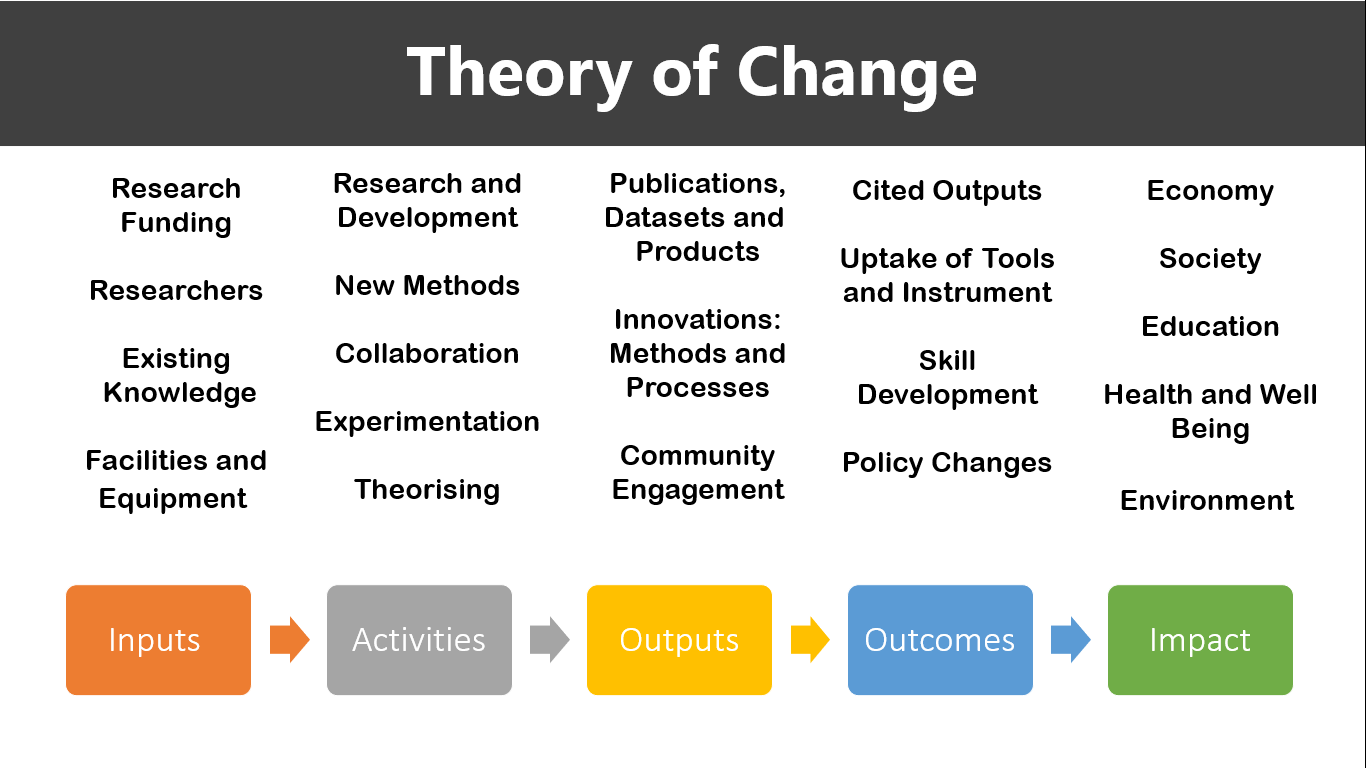 Theory of Change
Research
Funding
Researchers
Existing
Knowledge
Facilities and
Equipment
Research and
Development
New Methods
Collaboration
Experimentation
Theorising
Publications,
Datasets and
Products
Innovations:
Methods and
Processes
Community
Engagement
Cited Outputs
Uptake of Tools
and Instrument
Skill
Development
Policy Changes
Economy
Society
Education
Health and Well
Being
Environment
Inputs
Activities
Outputs
Outcomes
Impact